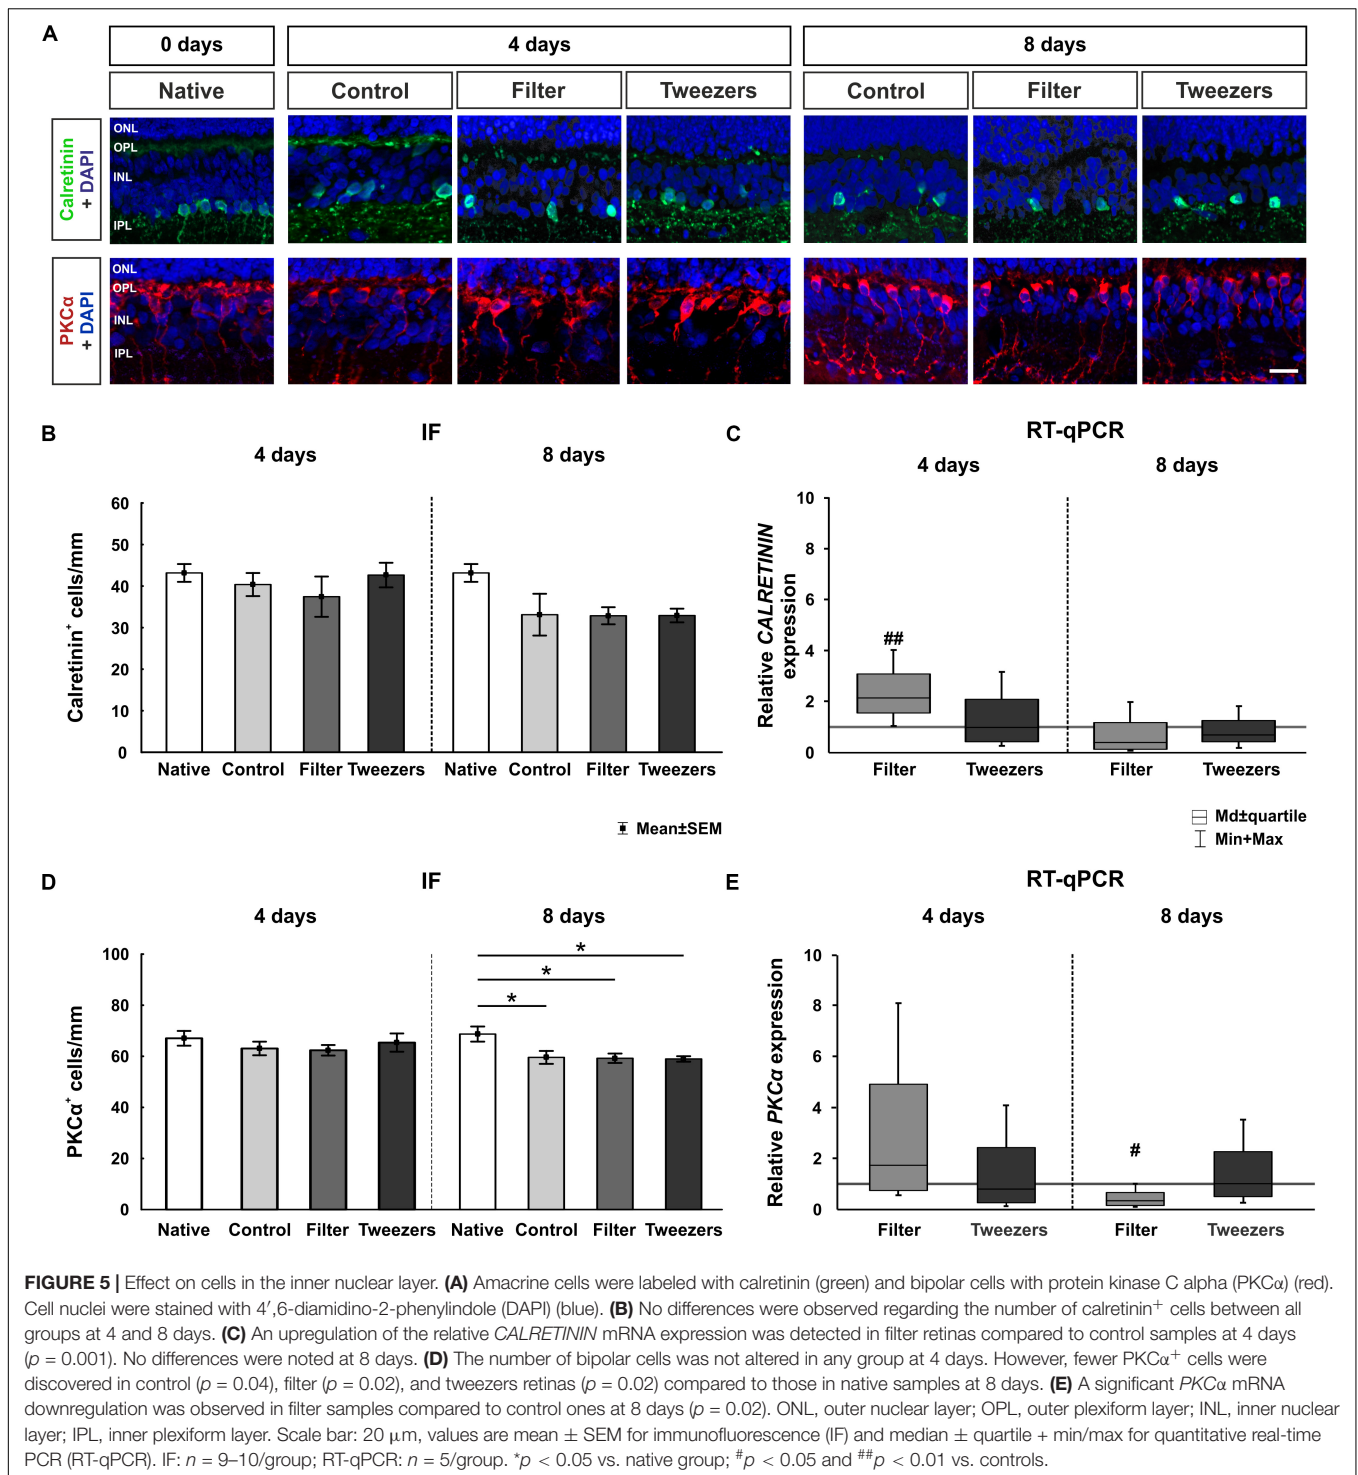 A
0 days
4 days
8 days
Native
Control
Filter
Tweezers
Control
Filter
Tweezers
Calretinin
+ DAPI
ONL
OPL
INL
IPL
PKCα
+ DAPI
ONL
OPL
INL
IPL
B
IF
4 days
8 days
Calretinin⁺ cells/mm
60
50
40
30
20
10
0
Native Control Filter Tweezers
Native Control Filter Tweezers
Mean±SEM
C
RT-qPCR
4 days
8 days
Relative CALRETININ
expression
10
8
6
4
2
0
##
Filter Tweezers
Filter Tweezers
Md±quartile
Min+Max
D
IF
4 days
8 days
PKCα⁺ cells/mm
100
80
60
40
20
0
*
*
*
Native Control Filter Tweezers
Native Control Filter Tweezers
E
RT-qPCR
4 days
8 days
Relative PKCα expression
10
8
6
4
2
0
#
Filter Tweezers
Filter Tweezers
FIGURE 5 | Effect on cells in the inner nuclear layer. (A) Amacrine cells were labeled with calretinin (green) and bipolar cells with protein kinase C alpha (PKCα) (red).
Cell nuclei were stained with 4′,6-diamidino-2-phenylindole (DAPI) (blue). (B) No differences were observed regarding the number of calretinin⁺ cells between all
groups at 4 and 8 days. (C) An upregulation of the relative CALRETININ mRNA expression was detected in filter retinas compared to control samples at 4 days
(p = 0.001). No differences were noted at 8 days. (D) The number of bipolar cells was not altered in any group at 4 days. However, fewer PKCα⁺ cells were
discovered in control (p = 0.04), filter (p = 0.02), and tweezers retinas (p = 0.02) compared to those in native samples at 8 days. (E) A significant PKCα mRNA
downregulation was observed in filter samples compared to control ones at 8 days (p = 0.02). ONL, outer nuclear layer; OPL, outer plexiform layer; INL, inner nuclear
layer; IPL, inner plexiform layer. Scale bar: 20 μm, values are mean ± SEM for immunofluorescence (IF) and median ± quartile + min/max for quantitative real-time
PCR (RT-qPCR). IF: n = 9–10/group; RT-qPCR: n = 5/group. *p < 0.05 vs. native group; #p < 0.05 and ##p < 0.01 vs. controls.